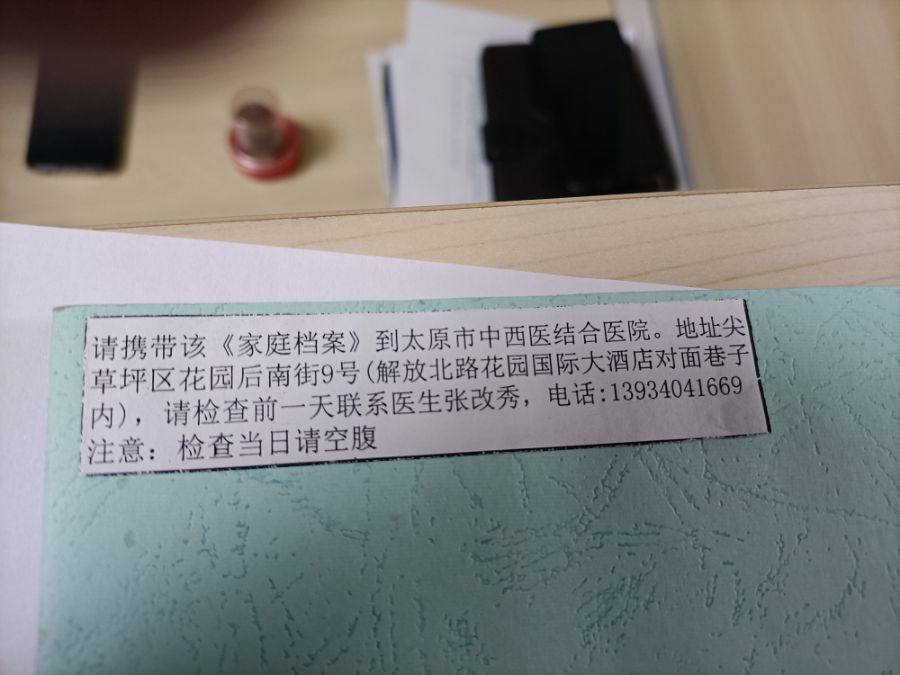 请携带该《家庭档案》到太原市中西医结合医院。地址尖
草坪区花园后南街9号(解放北路花园国际大酒店对面巷子
内)，请检查前一天联系医生张改秀，电话:13934041669
注意：检查当日请空腹